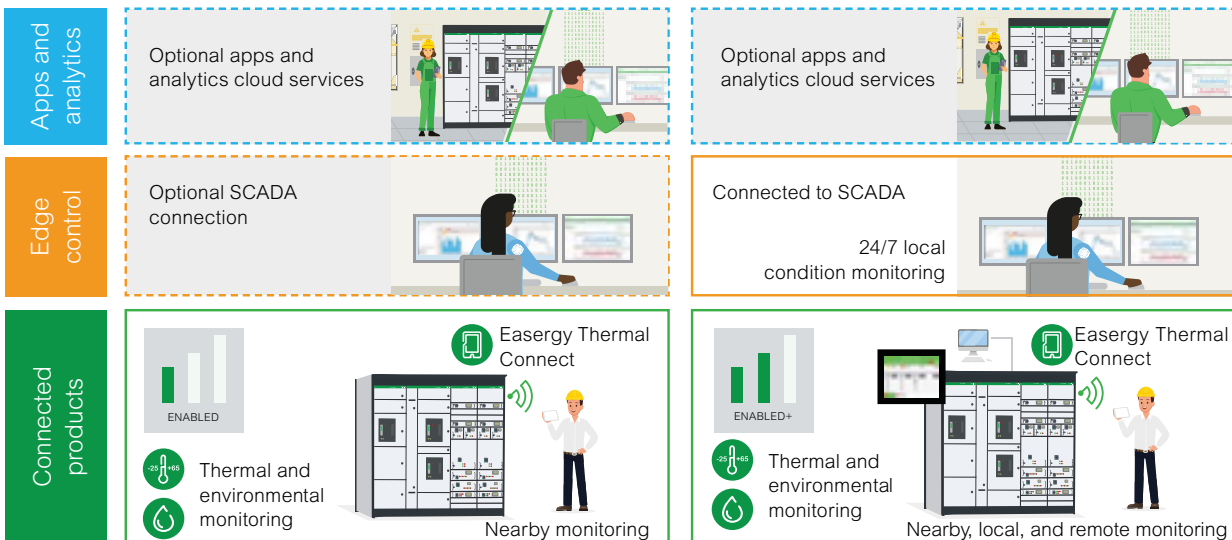 Apps and
analytics
Optional apps and
analytics cloud services
Optional apps and
analytics cloud services
Edge
control
Optional SCADA
connection
Connected to SCADA
24/7 local
condition monitoring
Connected
products
ENABLED
Easergy Thermal
Connect
-25 +65
Thermal and
environmental
monitoring
Nearby monitoring
ENABLED+
Easergy Thermal
Connect
-25 +65
Thermal and
environmental
monitoring
Nearby, local, and remote monitoring